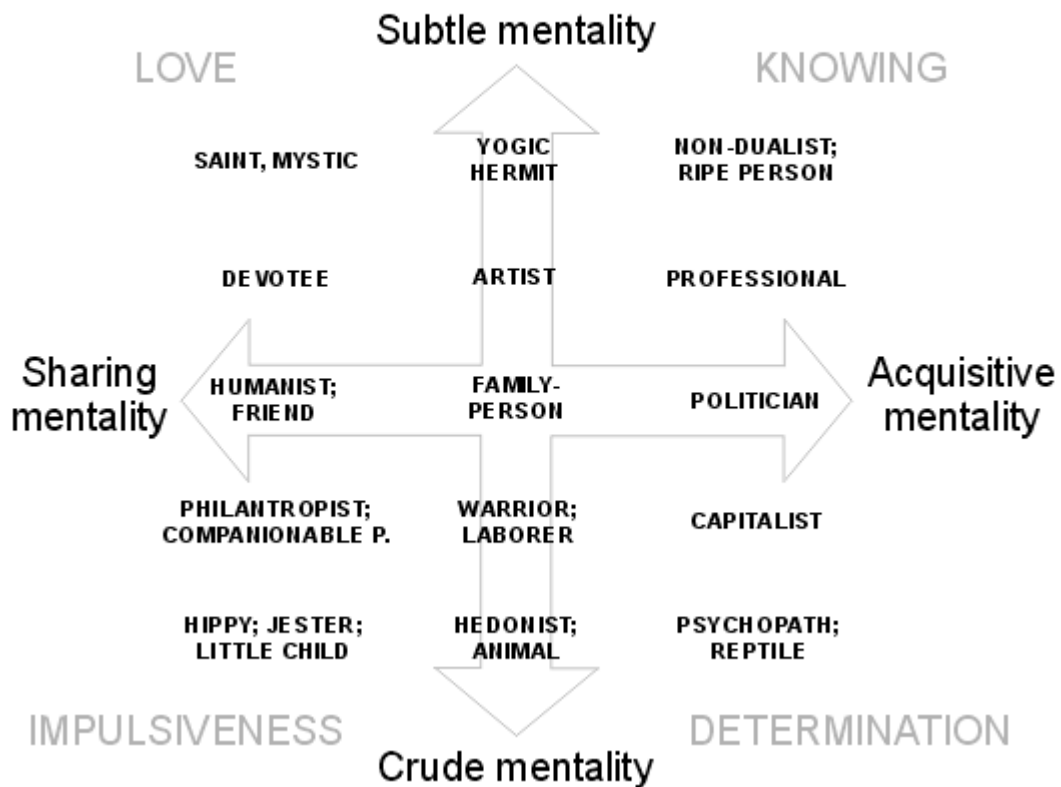 Subtle mentality
LOVE
KNOWING
SAINT, MYSTIC
YOGIC
HERMIT
NON-DUALIST;
RIPE PERSON
DEVOTEE
ARTIST
PROFESSIONAL
Sharing
mentality
HUMANIST;
FRIEND
FAMILY-
PERSON
POLITICIAN
Acquisitive
mentality
PHILANTROPIST;
COMPANIONABLE P.
WARRIOR;
LABORER
CAPITALIST
HIPPY; JESTER;
LITTLE CHILD
HEDONIST;
ANIMAL
PSYCHOPATH;
REPTILE
IMPULSIVENESS
DETERMINATION
Crude mentality